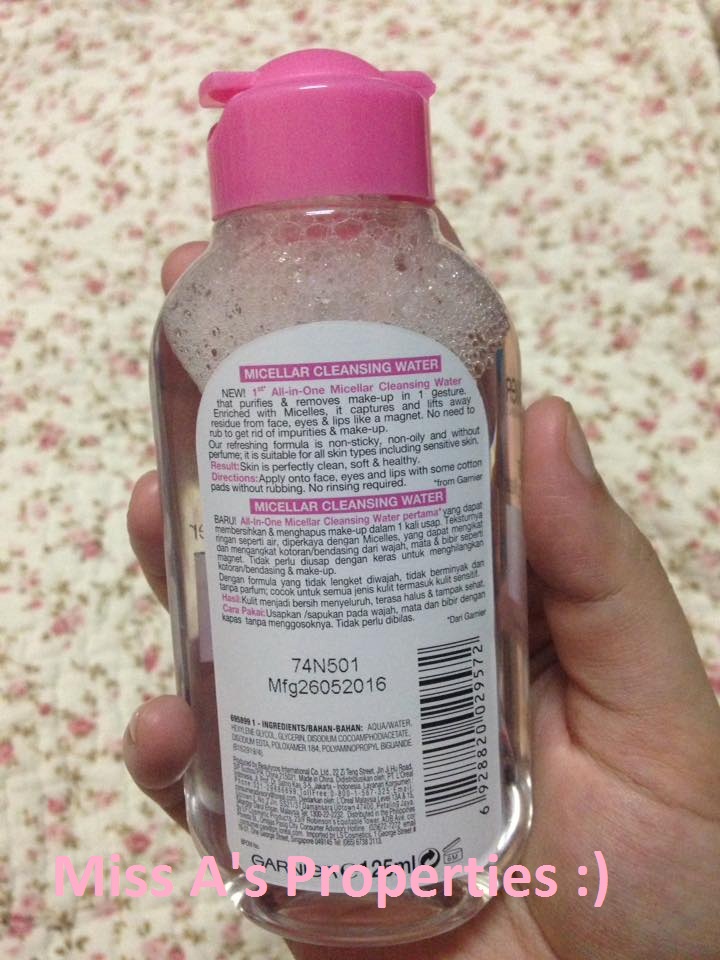 MICELLAR CLEANSING WATER
NEW! 1st* All-in-One Micellar Cleansing Water
that purifies & removes make-up in 1 gesture.
Enriched with Micelles, it captures and lifts away
residue from face, eyes & lips like a magnet. No need to
rub to get rid of impurities & make-up.
Our refreshing formula is non-sticky, non-oily and without
perfume; it is suitable for all skin types including sensitive skin.
Result:Skin is perfectly clean, soft & healthy.
Directions:Apply onto face, eyes and lips with some cotton
pads without rubbing. No rinsing required. *from Garnier
MICELLAR CLEANSING WATER
BARU! All-in-One Micellar Cleansing Water pertama* yang dapat
membersihkan & menghapus make-up dalam 1 kali usap. Teksturnya
ringan seperti air, diperkaya dengan Micelles, yang dapat mengikat
dan mengangkat kotoran/bendasing dari wajah, mata & bibir seperti
magnet. Tidak perlu diusap dengan keras untuk menghilangkan
kotoran/bendasing & make-up.
Dengan formula yang tidak lengket diwajah, tidak berminyak dan
tanpa parfum; cocok untuk semua jenis kulit termasuk kulit sensitif.
Hasil:Kulit menjadi bersih menyeluruh, terasa halus & tampak sehat.
Cara Pakai:Usapkan /sapukan pada wajah, mata dan bibir dengan
kapas tanpa menggosoknya. Tidak perlu dibilas. *Dari Garnier
74N501
Mfg26052016
6 928820 029572
695899 1 - INGREDIENTS/BAHAN-BAHAN: AQUA/WATER,
HEXYLENE GLYCOL, GLYCERIN, DISODIUM COCOAMPHODIACETATE,
DISODIUM EDTA, POLOXAMER 184, POLYAMINOPROPYL BIGUANIDE
Produced by Beautycos International Co.,Ltd.
GARNIER 125ml
Miss A's Properties :)